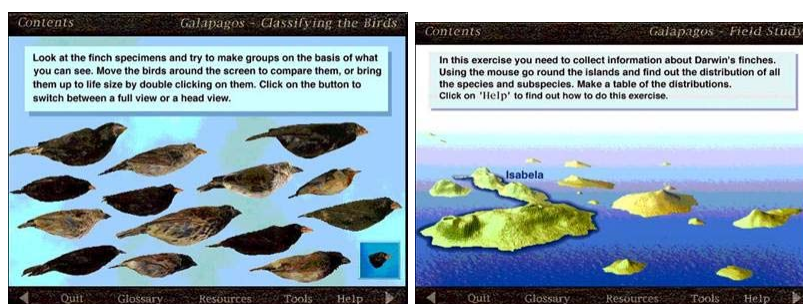 Contents Galapagos - Classifying the Birds
Look at the finch specimens and try to make groups on the basis of what
you can see. Move the birds around the screen to compare them, or bring
them up to life size by double clicking on them. Click on the button to
switch between a full view or a head view.
Quit Glossary Resources Tools Help
Contents Galapagos - Field Study
In this exercise you need to collect information about Darwin's finches.
Using the mouse go round the islands and find out the distribution of all
the species and subspecies. Make a table of the distributions.
Click on 'Help' to find out how to do this exercise.
Isabela
Quit Glossary Resources Tools Help